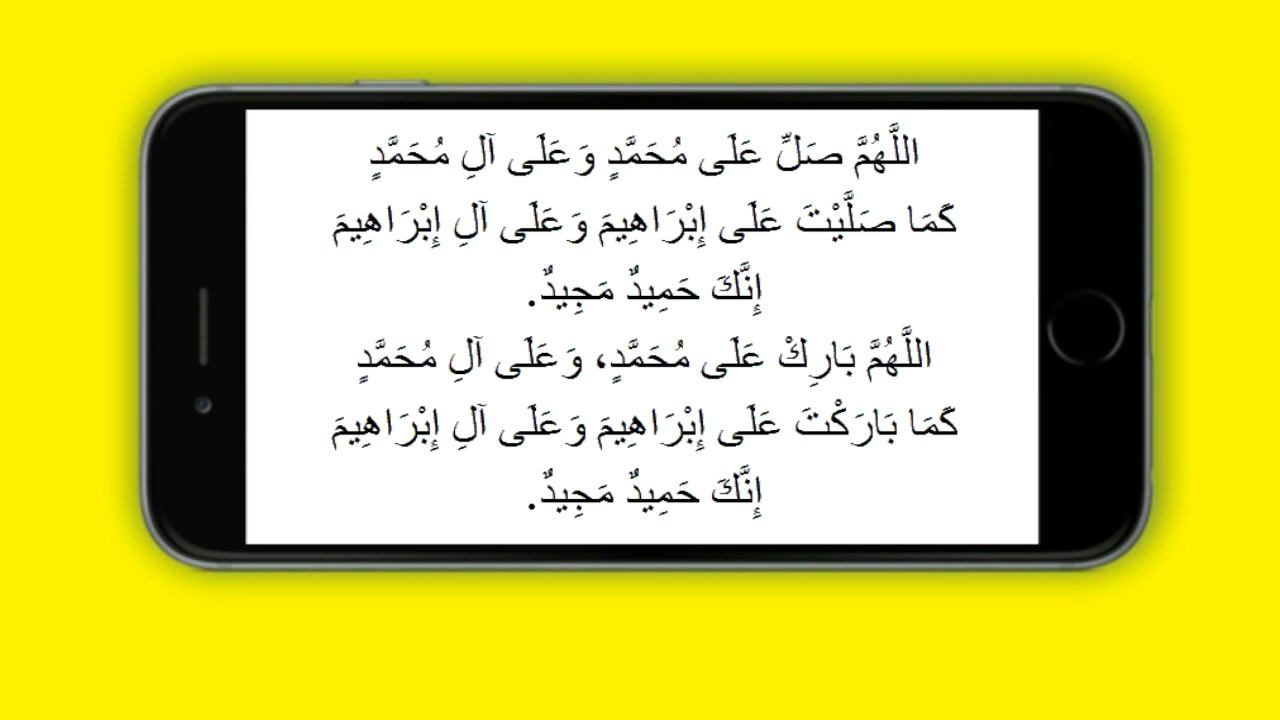 اللَّهُمَّ صَلِّ عَلَى مُحَمَّدٍ وَعَلَى آلِ مُحَمَّدٍ
كَمَا صَلَّيْتَ عَلَى إِبْرَاهِيمَ وَعَلَى آلِ إِبْرَاهِيمَ
إِنَّكَ حَمِيدٌ مَجِيدٌ.
اللَّهُمَّ بَارِكْ عَلَى مُحَمَّدٍ، وَعَلَى آلِ مُحَمَّدٍ
كَمَا بَارَكْتَ عَلَى إِبْرَاهِيمَ وَعَلَى آلِ إِبْرَاهِيمَ
إِنَّكَ حَمِيدٌ مَجِيدٌ.